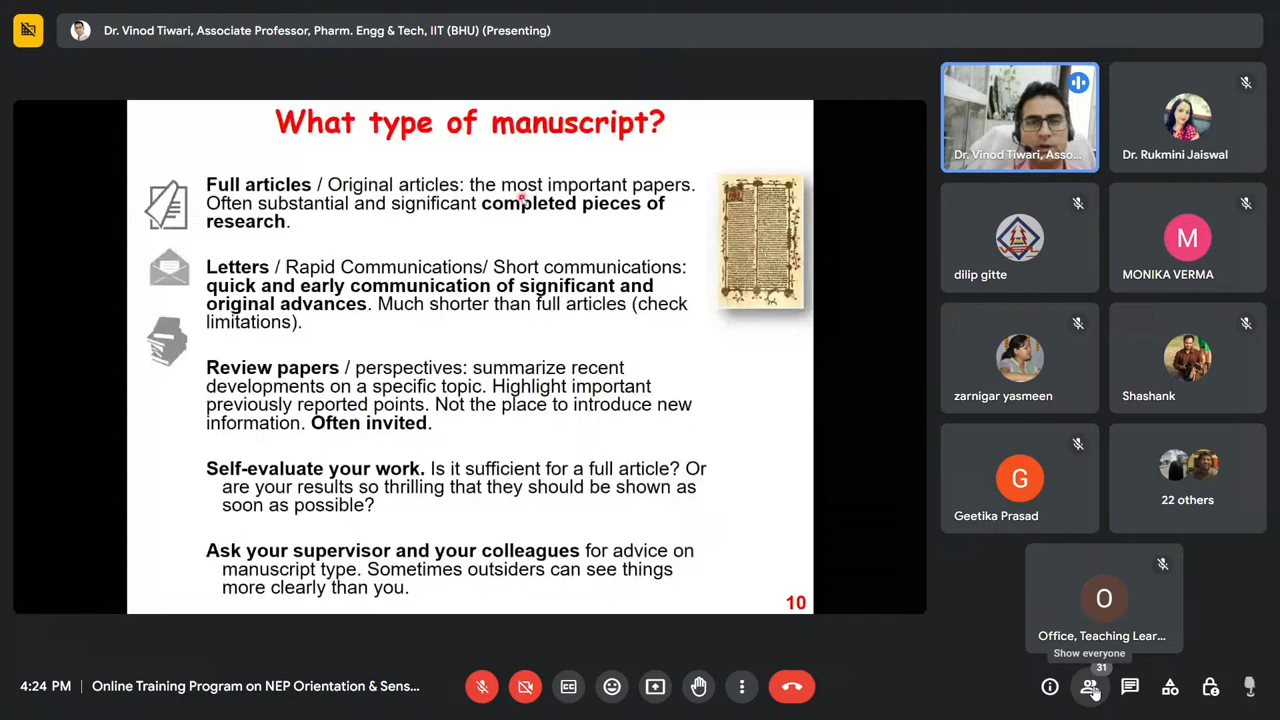 Dr. Vinod Tiwari, Associate Professor, Pharm. Engg & Tech, IIT (BHU) (Presenting)
What type of manuscript?
Full articles / Original articles: the most important papers.
Often substantial and significant completed pieces of
research.
Letters / Rapid Communications/ Short communications:
quick and early communication of significant and
original advances. Much shorter than full articles (check
limitations).
Review papers / perspectives: summarize recent
developments on a specific topic. Highlight important
previously reported points. Not the place to introduce new
information. Often invited.
Self-evaluate your work. Is it sufficient for a full article? Or
are your results so thrilling that they should be shown as
soon as possible?
Ask your supervisor and your colleagues for advice on
manuscript type. Sometimes outsiders can see things
more clearly than you.
10
Dr. Vinod Tiwari, Asso...
Dr. Rukmini Jaiswal
dilip gitte
M
MONIKA VERMA
zarnigar yasmeen
Shashank
G
Geetika Prasad
22 others
O
Office, Teaching Lear...
Show everyone
31
4:24 PM
Online Training Program on NEP Orientation & Sens...